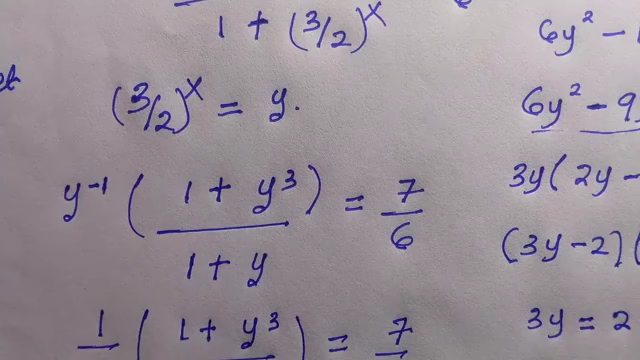 1 + (3/2)^x
(3/2)^x = y.
y^-1 ( (1 + y^3) / (1 + y) ) = 7/6
1 ( 1 + y^3 ) = 7
6y^2 -
6y^2 - 9
3y( 2y -
(3y - 2)(
3y = 2